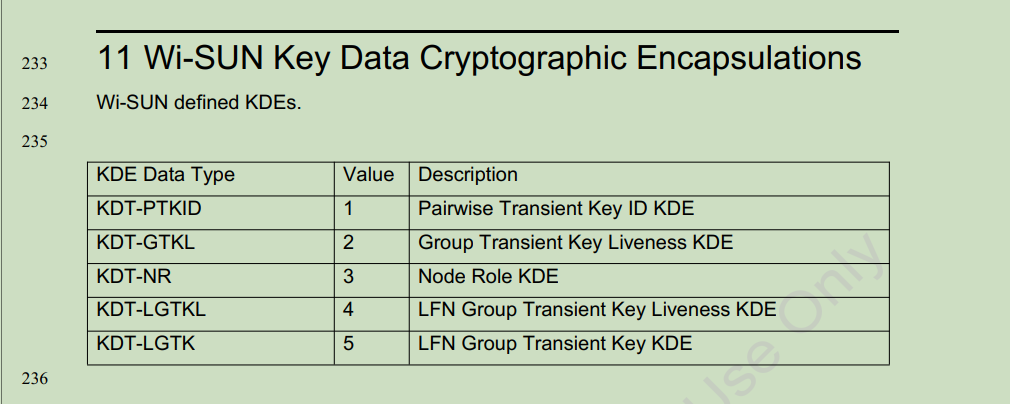 233 11 Wi-SUN Key Data Cryptographic Encapsulations
234 Wi-SUN defined KDEs.
235
KDE Data Type Value Description
KDT-PTKID 1 Pairwise Transient Key ID KDE
KDT-GTKL 2 Group Transient Key Liveness KDE
KDT-NR 3 Node Role KDE
KDT-LGTKL 4 LFN Group Transient Key Liveness KDE
KDT-LGTK 5 LFN Group Transient Key KDE
236
Use Only